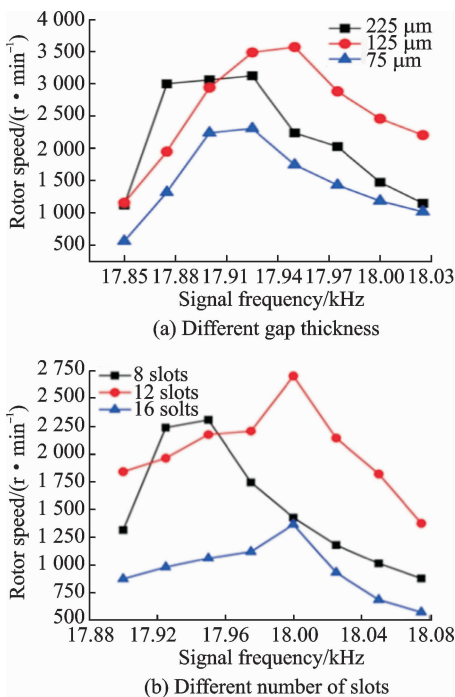 4 000
3 500
3 000
2 500
2 000
1 500
1 000
500
Rotor speed/(r • min⁻¹)
225 μm
125 μm
75 μm
17.85 17.88 17.91 17.94 17.97 18.00 18.03
Signal frequency/kHz
(a) Different gap thickness
2 750
2 500
2 250
2 000
1 750
1 500
1 250
1 000
750
500
Rotor speed/(r • min⁻¹)
8 slots
12 slots
16 solts
17.88 17.92 17.96 18.00 18.04 18.08
Signal frequency/kHz
(b) Different number of slots